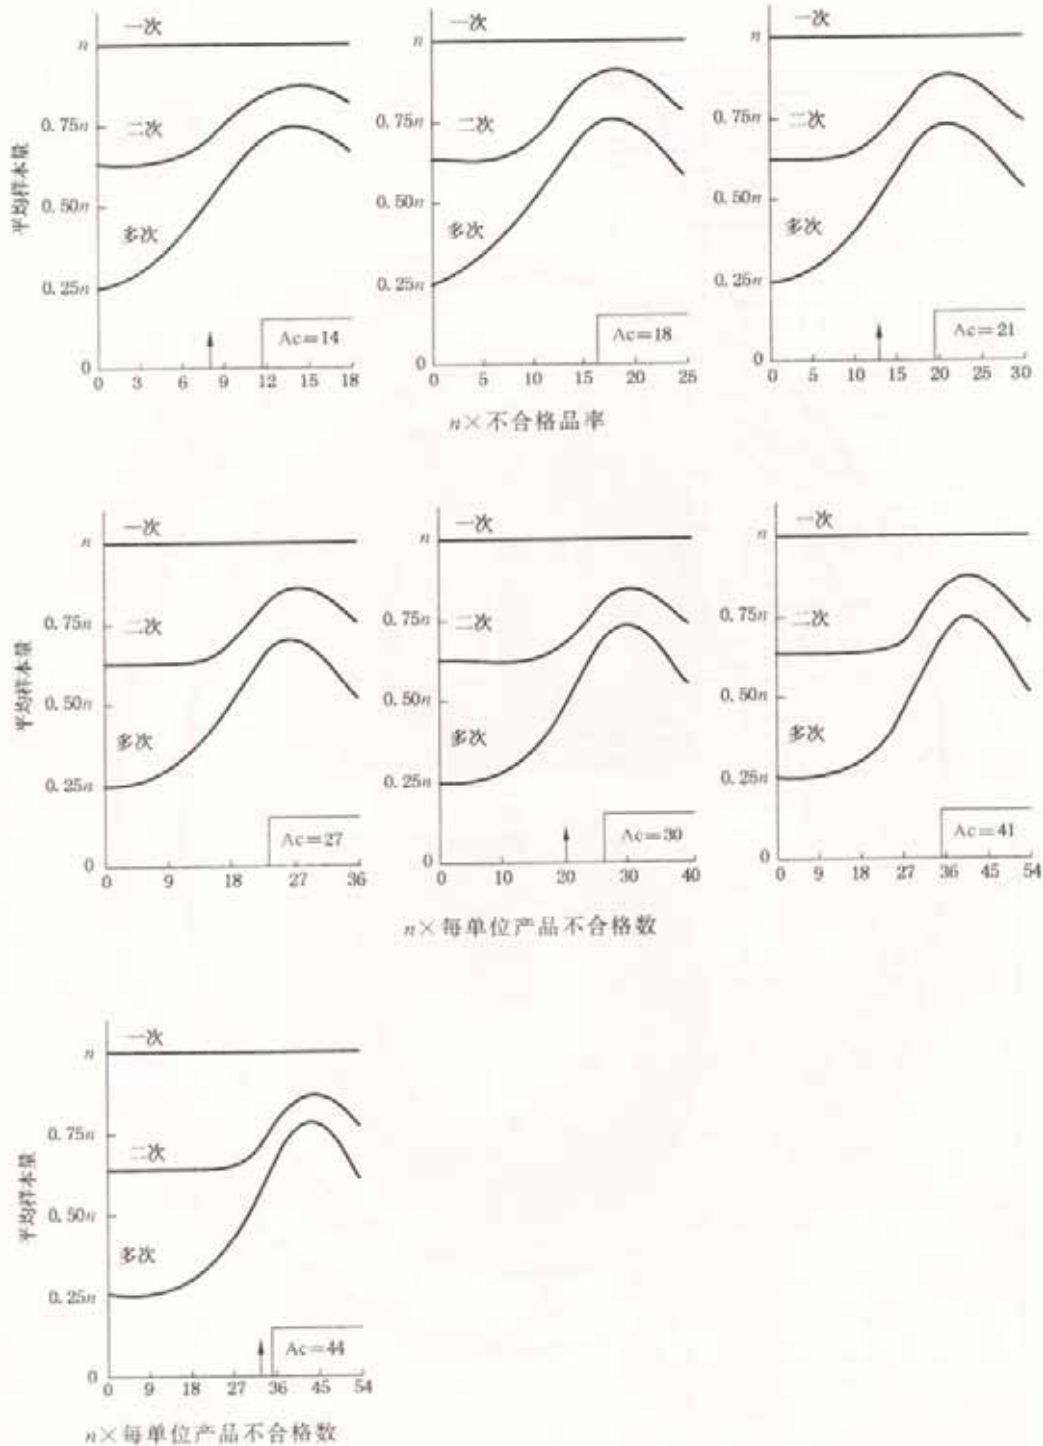 平均样本量
一次
n
二次
0.75n
0.50n
多次
0.25n
0
Ac=14
0 3 6 9 12 15 18
一次
n
0.75n
二次
0.50n
多次
0.25n
0
Ac=18
0 5 10 15 20 25
一次
n
0.75n
二次
0.50n
多次
0.25n
0
Ac=21
0 5 10 15 20 25 30
n×不合格品率
平均样本量
一次
n
0.75n
二次
0.50n
多次
0.25n
0
Ac=27
0 9 18 27 36
一次
n
0.75n
二次
0.50n
多次
0.25n
0
Ac=30
0 10 20 30 40
一次
n
0.75n
二次
0.50n
多次
0.25n
0
Ac=41
0 9 18 27 36 45 54
n×每单位产品不合格数
平均样本量
一次
n
0.75n
二次
0.50n
多次
0.25n
0
Ac=44
0 9 18 27 36 45 54
n×每单位产品不合格数